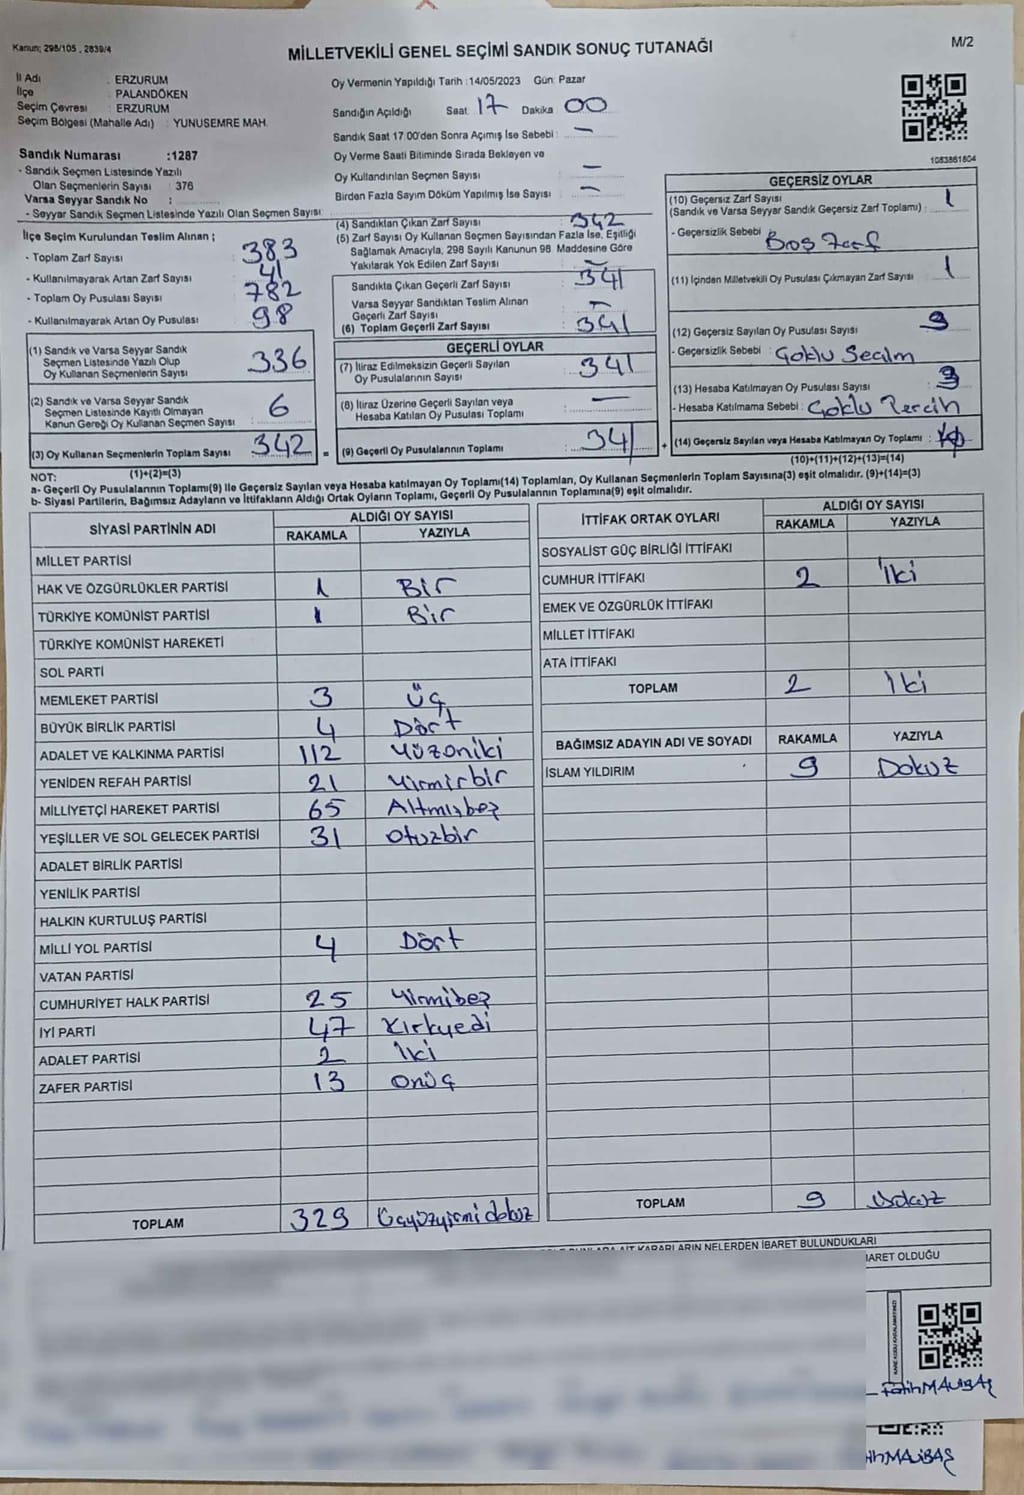 Kanun; 298/105 , 2839/4
MİLLETVEKİLİ GENEL SEÇİMİ SANDIK SONUÇ TUTANAĞI
M/2
İl Adı : ERZURUM
İlçe : PALANDÖKEN
Seçim Çevresi : ERZURUM
Seçim Bölgesi (Mahalle Adı) : YUNUSEMRE MAH.
Sandık Numarası :1287
- Sandık Seçmen Listesinde Yazılı
Olan Seçmenlerin Sayısı : 376
Varsa Seyyar Sandık No :
- Seyyar Sandık Seçmen Listesinde Yazılı Olan Seçmen Sayısı:
Oy Vermenin Yapıldığı Tarih :14/05/2023 Gün: Pazar
Sandığın Açıldığı Saat: 17 Dakika 00
Sandık Saat 17.00'den Sonra Açımış İse Sebebi : —
Oy Verme Saati Bitiminde Sırada Bekleyen ve
Oy Kullandırılan Seçmen Sayısı : —
Birden Fazla Sayım Döküm Yapılmış İse Sayısı : —
1083861804
İlçe Seçim Kurulundan Teslim Alınan ;
- Toplam Zarf Sayısı : 383
- Kullanılmayarak Artan Zarf Sayısı : 41
- Toplam Oy Pusulası Sayısı : 782
- Kullanılmayarak Artan Oy Pusulası : 98
(1) Sandık ve Varsa Seyyar Sandık
Seçmen Listesinde Yazılı Olup
Oy Kullanan Seçmenlerin Sayısı : 336
(2) Sandık ve Varsa Seyyar Sandık
Seçmen Listesinde Kayıtlı Olmayan
Kanun Gereği Oy Kullanan Seçmen Sayısı : 6
(3) Oy Kullanan Seçmenlerin Toplam Sayısı : 342 =
(4) Sandıktan Çıkan Zarf Sayısı : 342
(5) Zarf Sayısı Oy Kullanan Seçmen Sayısından Fazla İse, Eşitliği
Sağlamak Amacıyla, 298 Sayılı Kanunun 98. Maddesine Göre
Yakılarak Yok Edilen Zarf Sayısı : —
Sandıkta Çıkan Geçerli Zarf Sayısı : 341
Varsa Seyyar Sandıktan Teslim Alınan
Geçerli Zarf Sayısı : —
(6) Toplam Geçerli Zarf Sayısı : 341
GEÇERLİ OYLAR
(7) İtiraz Edilmeksizin Geçerli Sayılan
Oy Pusulalarının Sayısı : 341
(8) İtiraz Üzerine Geçerli Sayılan veya
Hesaba Katılan Oy Pusulası Toplamı : —
(9) Geçerli Oy Pusulalarının Toplamı : 341 +
GEÇERSİZ OYLAR
(10) Geçersiz Zarf Sayısı
(Sandık ve Varsa Seyyar Sandık Geçersiz Zarf Toplamı) : 1
- Geçersiz Sebebi : Boş Zarf
(11) İçinden Milletvekili Oy Pusulası Çıkmayan Zarf Sayısı : 1
(12) Geçersiz Sayılan Oy Pusulası Sayısı : 9
- Geçersizlik Sebebi : Çoklu Seçim
(13) Hesaba Katılmayan Oy Pusulası Sayısı :
- Hesaba Katılmama Sebebi : Çoklu Tercih
(14) Geçersiz Sayılan veya Hesaba Katılmayan Oy Toplamı :
(10)+(11)+(12)+(13)=(14)
NOT: (1)+(2)=(3)
a- Geçerli Oy Pusulalarının Toplamı(9) ile Geçersiz Sayılan veya Hesaba katılmayan Oy Toplamı(14) Toplamları, Oy Kullanan Seçmenlerin Toplam Sayısına(3) eşit olmalıdır. (9)+(14)=(3)
b- Siyasi Partilerin, Bağımsız Adayların ve İttifakların Aldığı Ortak Oyların Toplamı, Geçerli Oy Pusulalarının Toplamına(9) eşit olmalıdır.
SİYASİ PARTİNİN ADI ALDIĞI OY SAYISI
RAKAMLA YAZIYLA
MİLLET PARTİSİ
HAK VE ÖZGÜRLÜKLER PARTİSİ 1 Bir
TÜRKİYE KOMÜNİST PARTİSİ 1 Bir
TÜRKİYE KOMÜNİST HAREKETİ
SOL PARTİ
MEMLEKET PARTİSİ 3 Üç
BÜYÜK BİRLİK PARTİSİ 4 Dört
ADALET VE KALKINMA PARTİSİ 112 Yüzoniki
YENİDEN REFAH PARTİSİ 21 Yirmirbir
MİLLİYETÇİ HAREKET PARTİSİ 65 Altmışbeş
YEŞİLLER VE SOL GELECEK PARTİSİ 31 Otuzbir
ADALET BİRLİK PARTİSİ
YENİLİK PARTİSİ
HALKIN KURTULUŞ PARTİSİ
MİLLİ YOL PARTİSİ 4 Dört
VATAN PARTİSİ
CUMHURİYET HALK PARTİSİ 25 Yirmibeş
İYİ PARTİ 47 Kırkyedi
ADALET PARTİSİ 2 İki
ZAFER PARTİSİ 13 Onüç
TOPLAM 329 Üçyüzyirmidokuz
İTTİFAK ORTAK OYLARI ALDIĞI OY SAYISI
RAKAMLA YAZIYLA
SOSYALİST GÜÇ BİRLİĞİ İTTİFAKI
CUMHUR İTTİFAKI 2 İki
EMEK VE ÖZGÜRLÜK İTTİFAKI
MİLLET İTTİFAKI
ATA İTTİFAKI
TOPLAM 2 İki
BAĞIMSIZ ADAYIN ADI VE SOYADI RAKAMLA YAZIYLA
İSLAM YILDIRIM 9 Dokuz
TOPLAM 9 Dokuz
KARARLARIN NELERDEN İBARET BULUNDUKLARI
İBARET OLDUĞU
Fatih MALİBAŞ
MALİBAŞ